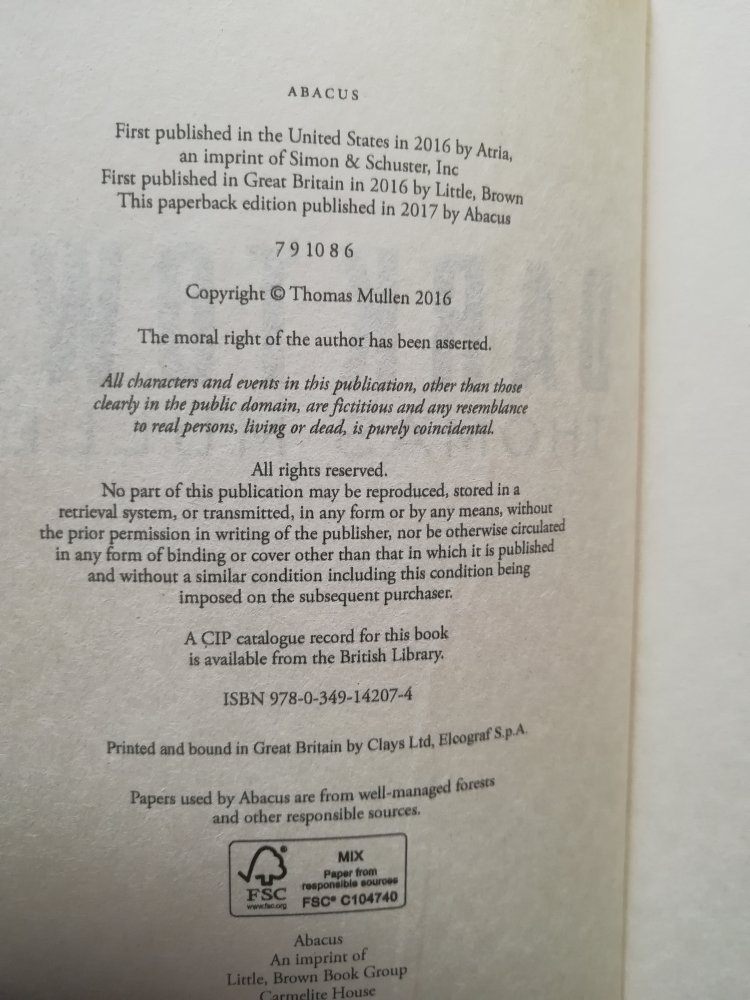 ABACUS
First published in the United States in 2016 by Atria,
an imprint of Simon & Schuster, Inc
First published in Great Britain in 2016 by Little, Brown
This paperback edition published in 2017 by Abacus
7 9 10 8 6
Copyright © Thomas Mullen 2016
The moral right of the author has been asserted.
All characters and events in this publication, other than those
clearly in the public domain, are fictitious and any resemblance
to real persons, living or dead, is purely coincidental.
All rights reserved.
No part of this publication may be reproduced, stored in a
retrieval system, or transmitted, in any form or by any means, without
the prior permission in writing of the publisher, nor be otherwise circulated
in any form of binding or cover other than that in which it is published
and without a similar condition including this condition being
imposed on the subsequent purchaser.
A CIP catalogue record for this book
is available from the British Library.
ISBN 978-0-349-14207-4
Printed and bound in Great Britain by Clays Ltd, Elcograf S.p.A.
Papers used by Abacus are from well-managed forests
and other responsible sources.
FSC
www.fsc.org
MIX
Paper from
responsible sources
FSC® C104740
Abacus
An imprint of
Little, Brown Book Group
Carmelite House